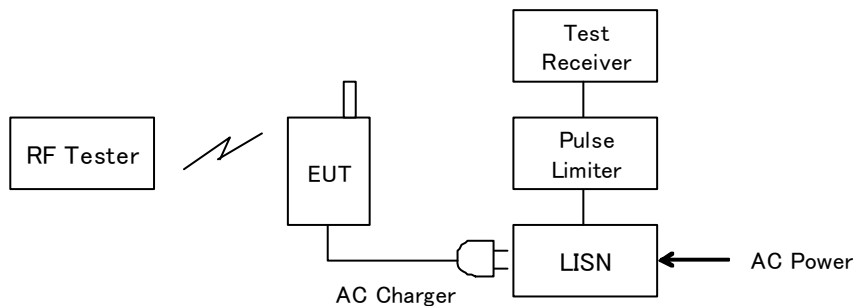 Test
Receiver
RF Tester
EUT
Pulse
Limiter
LISN
AC Power
AC Charger